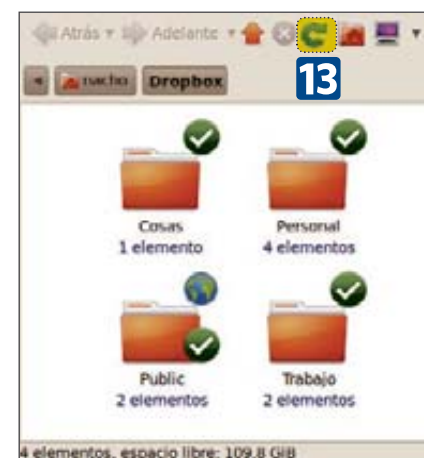 Atrás Adelante
13
nacho Dropbox
Cosas Personal
1 elemento 4 elementos
Public Trabajo
2 elementos 2 elementos
4 elementos, espacio libre: 109,8 GiB